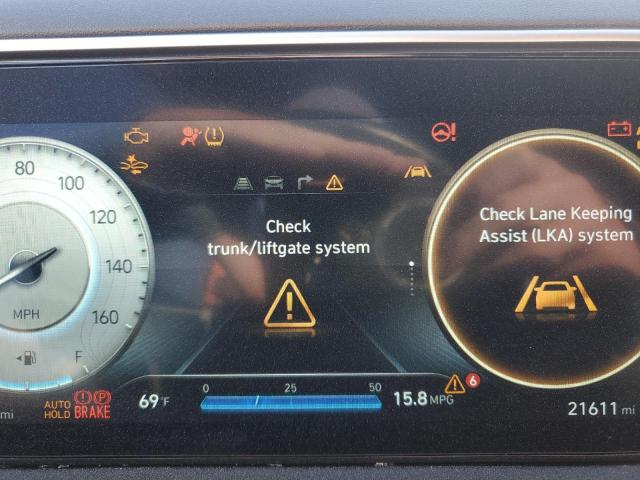 80
100
120
140
160
MPH
F
Check
trunk/liftgate system
Check Lane Keeping
Assist (LKA) system
mi
AUTO
HOLD
P
BRAKE
69°F
0
25
50
15.8 MPG
6
21611 mi